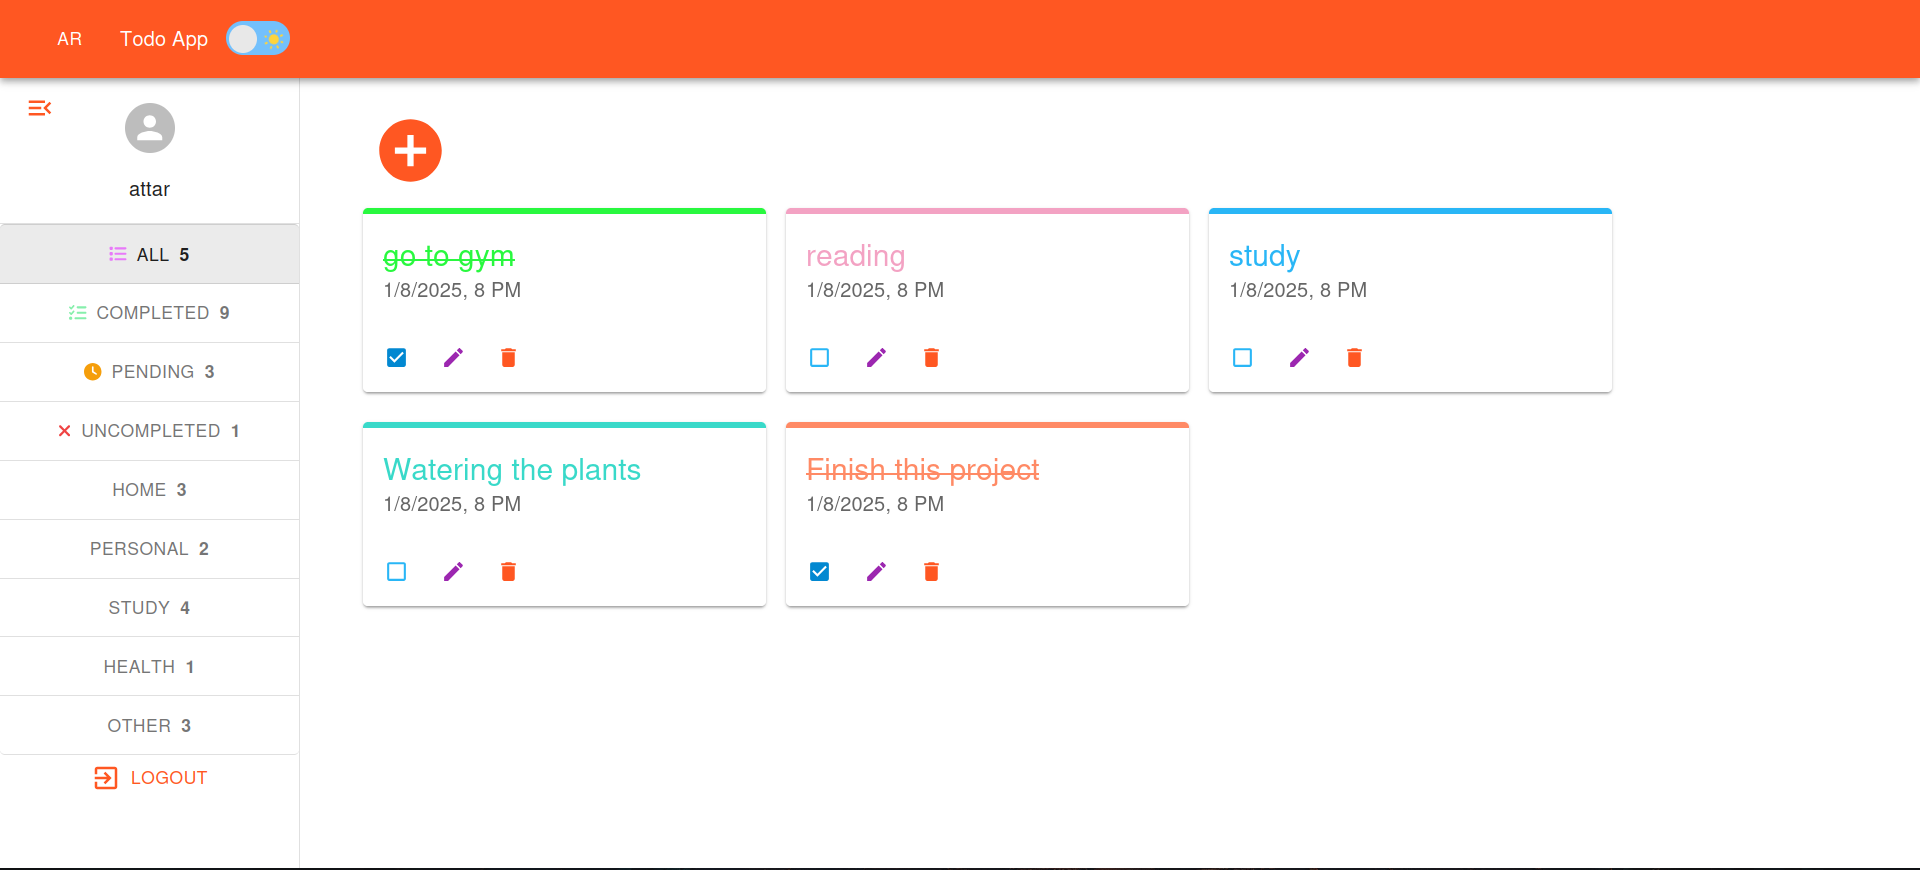 AR Todo App
attar
ALL 5
COMPLETED 9
PENDING 3
UNCOMPLETED 1
HOME 3
PERSONAL 2
STUDY 4
HEALTH 1
OTHER 3
LOGOUT
go to gym
1/8/2025, 8 PM
reading
1/8/2025, 8 PM
study
1/8/2025, 8 PM
Watering the plants
1/8/2025, 8 PM
Finish this project
1/8/2025, 8 PM